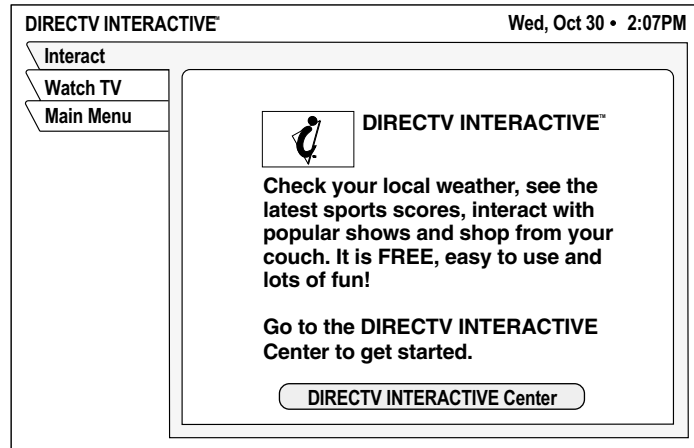 DIRECTV INTERACTIVE™ Wed, Oct 30 • 2:07PM
Interact
Watch TV
Main Menu
DIRECTV INTERACTIVE™
Check your local weather, see the
latest sports scores, interact with
popular shows and shop from your
couch. It is FREE, easy to use and
lots of fun!
Go to the DIRECTV INTERACTIVE
Center to get started.
DIRECTV INTERACTIVE Center